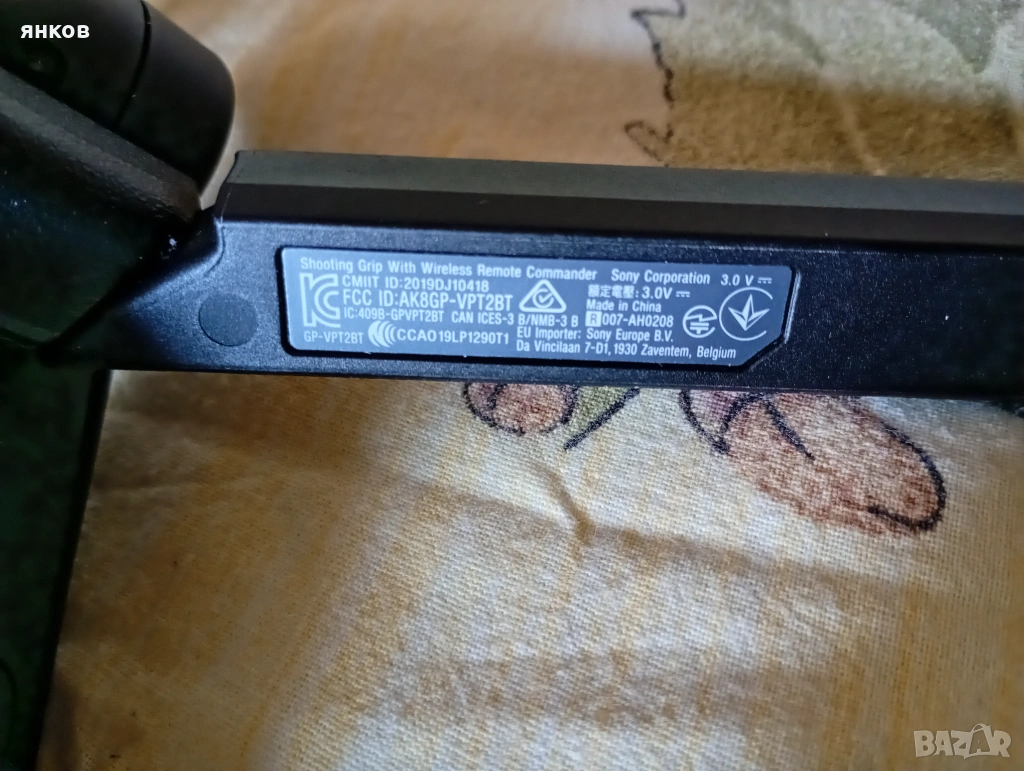 ЯНКОВ
Shooting Grip With Wireless Remote Commander Sony Corporation 3.0 V
CMIIT ID:2019DJ10418 額定電壓: 3.0V
FCC ID:AK8GP-VPT2BT Made in China
IC:409B-GPVPT2BT CAN ICES-3 B/NMB-3 B R 007-AH0208
GP-VPT2BT CCAO19LP1290T1 EU Importer: Sony Europe B.V.
Da Vincilaan 7-D1, 1930 Zaventem, Belgium
BAZAR